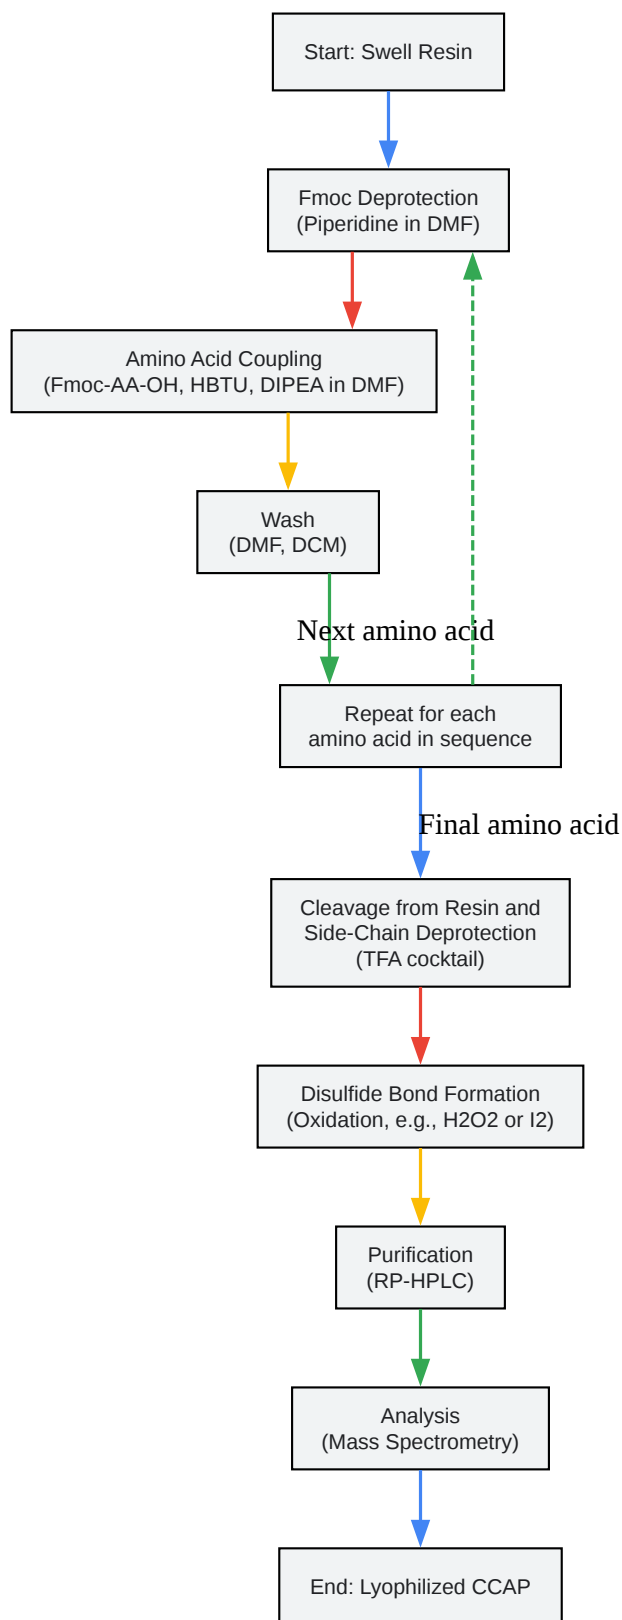 Start: Swell Resin
Fmoc Deprotection
(Piperidine in DMF)
Amino Acid Coupling
(Fmoc-AA-OH, HBTU, DIPEA in DMF)
Wash
(DMF, DCM)
Next amino acid
Repeat for each
amino acid in sequence
Final amino acid
Cleavage from Resin and
Side-Chain Deprotection
(TFA cocktail)
Disulfide Bond Formation
(Oxidation, e.g., H2O2 or I2)
Purification
(RP-HPLC)
Analysis
(Mass Spectrometry)
End: Lyophilized CCAP